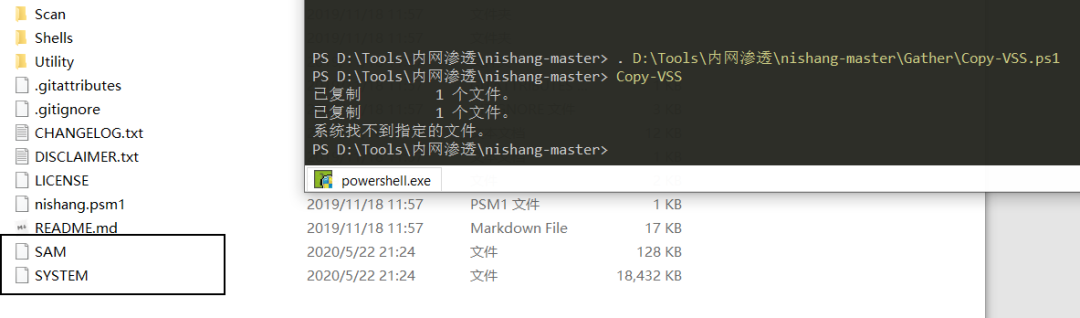 Scan
Shells
Utility
.gitattributes
.gitignore
CHANGELOG.txt
DISCLAIMER.txt
LICENSE
nishang.psm1
README.md
SAM
SYSTEM
PS D:\Tools\内网渗透\nishang-master> . D:\Tools\内网渗透\nishang-master\Gather\Copy-VSS.ps1
PS D:\Tools\内网渗透\nishang-master> Copy-VSS
已复制         1 个文件。
已复制         1 个文件。
系统找不到指定的文件。
PS D:\Tools\内网渗透\nishang-master>
powershell.exe
2019/11/18 11:57 PSM1 文件 1 KB
2019/11/18 11:57 Markdown File 17 KB
2020/5/22 21:24 文件 128 KB
2020/5/22 21:24 文件 18,432 KB